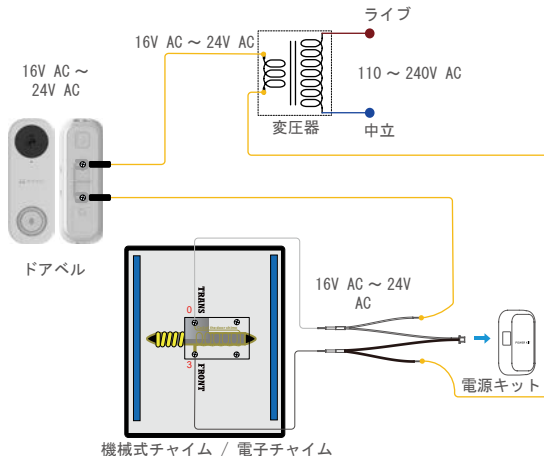 ライブ
16V AC ～ 24V AC
110 ～ 240V AC
16V AC ～
24V AC
変圧器
中立
ドアベル
TRANS
0
16V AC ～ 24V
AC
3
FRONT
電源キット
機械式チャイム / 電子チャイム